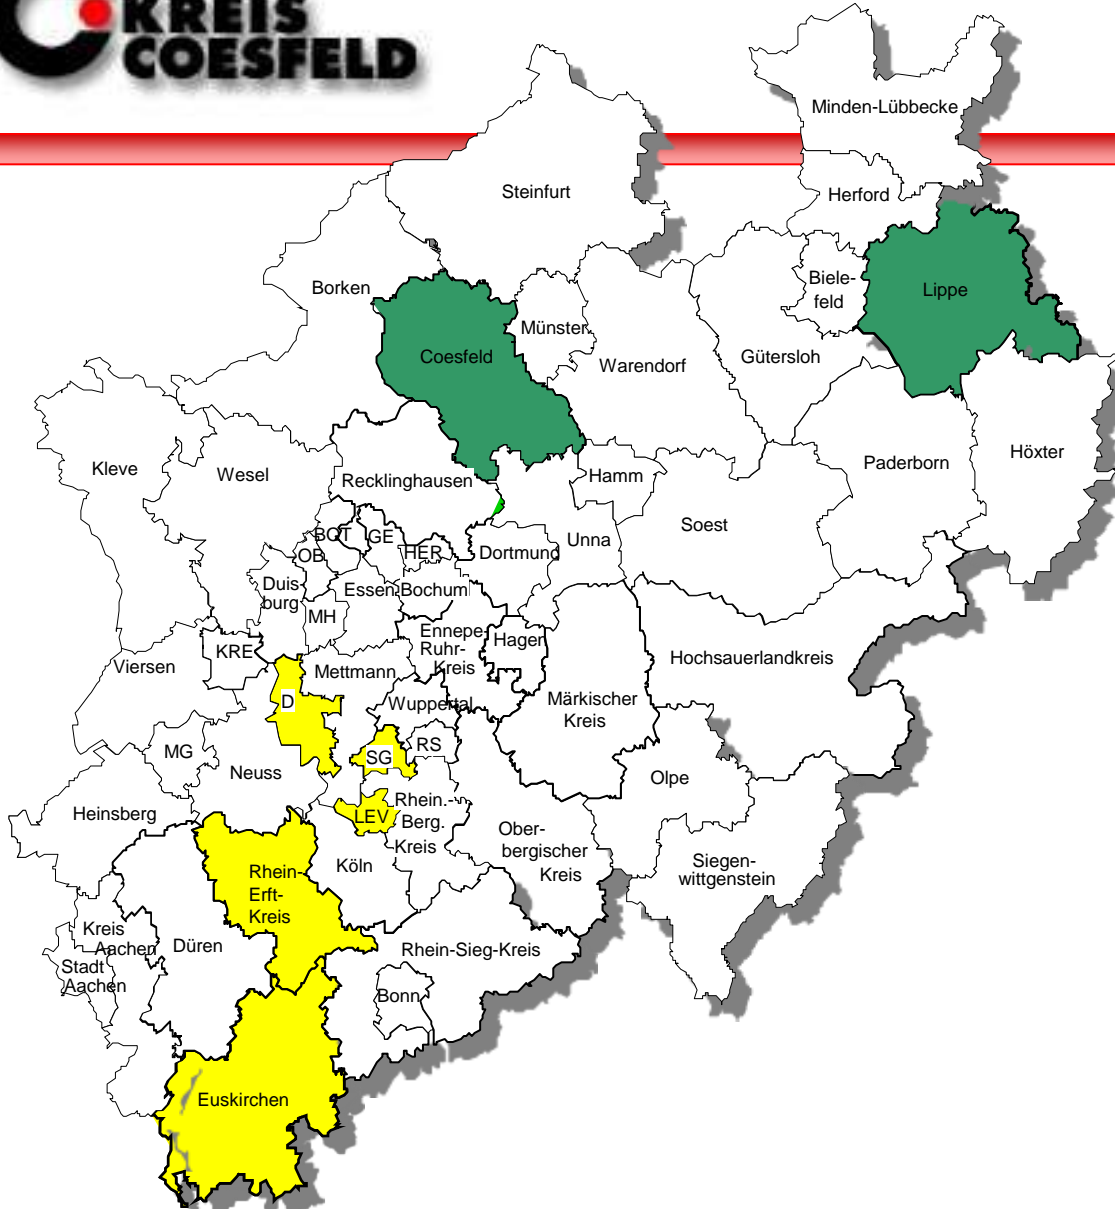 KREIS
COESFELD
Minden-Lübbecke
Steinfurt
Herford
Borken
Biele-
feld
Lippe
Münster
Coesfeld
Warendorf
Gütersloh
Kleve
Wesel
Recklinghausen
Hamm
Paderborn
Höxter
Soest
BOT
GE
OB
HER
Dortmund
Unna
Duis
burg
Essen
Bochum
MH
KRE
Viersen
Mettmann
Ennepe-
Ruhr-
Kreis
Hagen
Hochsauerlandkreis
D
Wuppertal
Märkischer
Kreis
MG
Neuss
SG
RS
Olpe
Heinsberg
LEV
Rhein.-
Berg.
Kreis
Köln
Ober-
bergischer
Kreis
Siegen-
wittgenstein
Rhein-
Erft-
Kreis
Kreis
Aachen
Düren
Rhein-Sieg-Kreis
Stadt
Aachen
Bonn
Euskirchen